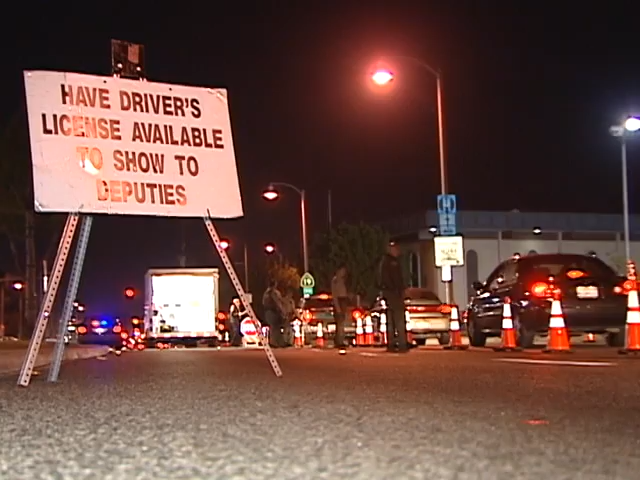 HAVE DRIVER'S
LICENSE AVAILABLE
TO SHOW TO
DEPUTIES
H